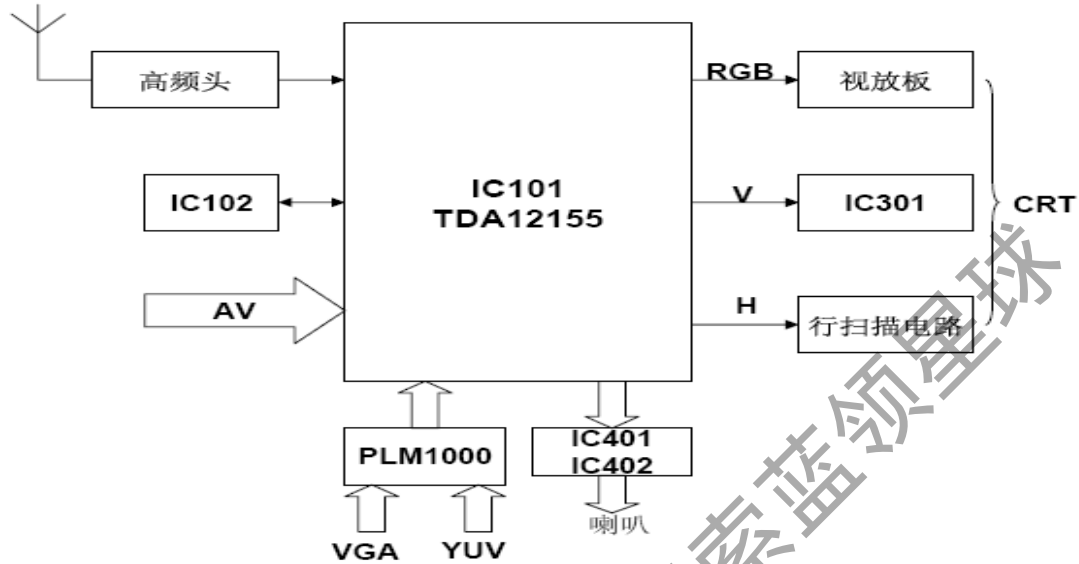 高频头
IC101
TDA12155
RGB
视放板
IC102
V
IC301
CRT
AV
H
行扫描电路
PLM1000
IC401
IC402
VGA
YUV
喇叭
索蓝领星球